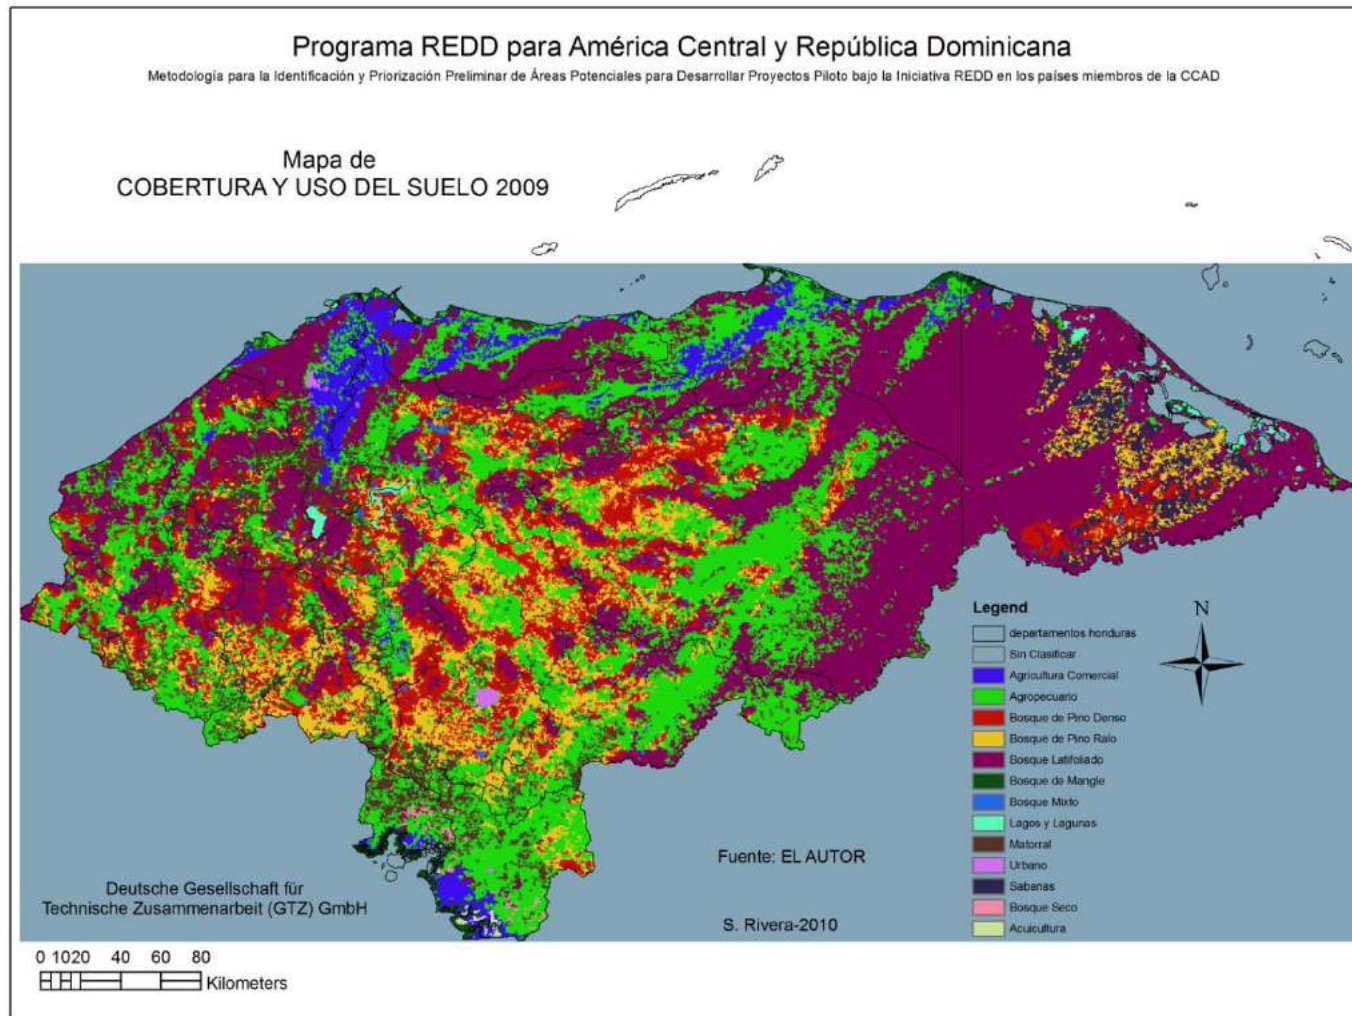 Programa REDD para América Central y República Dominicana
Metodología para la Identificación y Priorización Preliminar de Áreas Potenciales para Desarrollar Proyectos Piloto bajo la Iniciativa REDD en los países miembros de la CCAD
Mapa de
COBERTURA Y USO DEL SUELO 2009
Legend
departamentos honduras
Sin Clasificar
Agricultura Comercial
Agropecuario
Bosque de Pino Denso
Bosque de Pino Ralo
Bosque Latifoliado
Bosque de Mangle
Bosque Mixto
Lagos y Lagunas
Matorral
Urbano
Sabanas
Bosque Seco
Acuicultura
N
Fuente: EL AUTOR
S. Rivera-2010
Deutsche Gesellschaft für
Technische Zusammenarbeit (GTZ) GmbH
0 1020 40 60 80
Kilometers